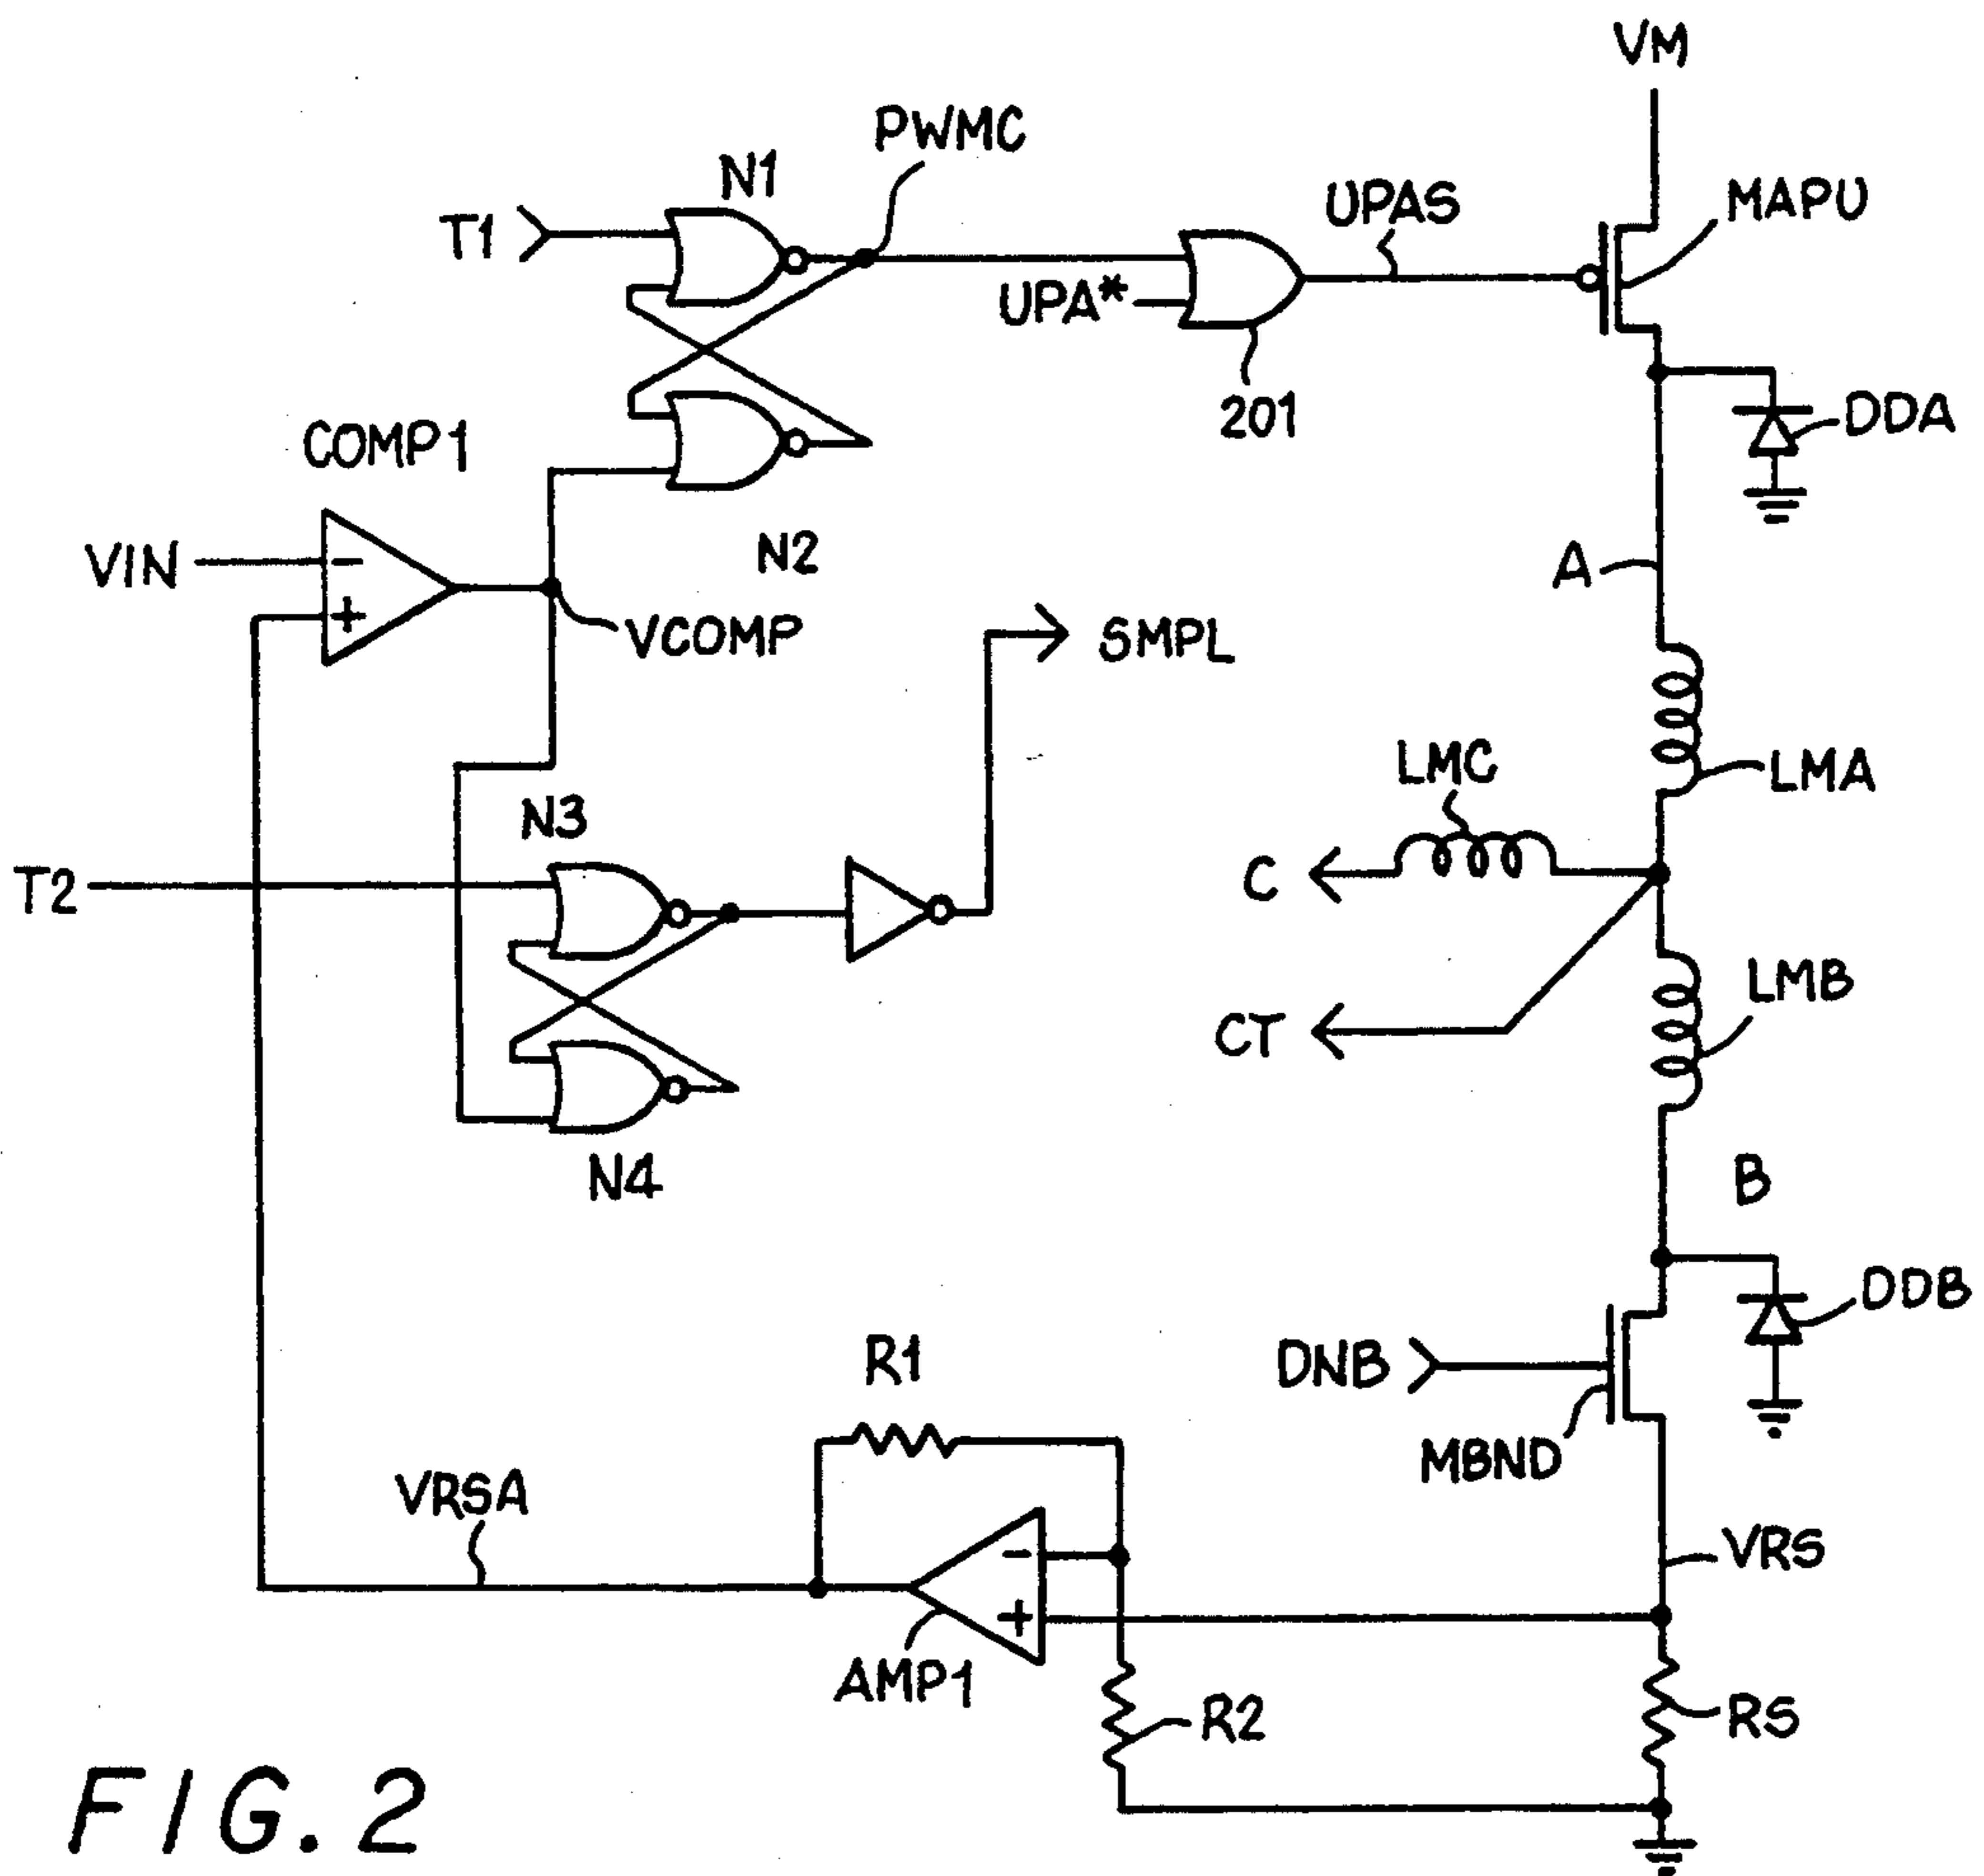 VM
PWMC
N1
T1
UPAS
MAPU
UPA*
201
DDA
COMP1
VIN
-
+
N2
A
VCOMP
SMPL
LMC
LMA
N3
T2
C
LMB
CT
N4
B
DDB
R1
DNB
MBND
VRSA
VRS
-
+
AMP1
R2
RS
FIG. 2